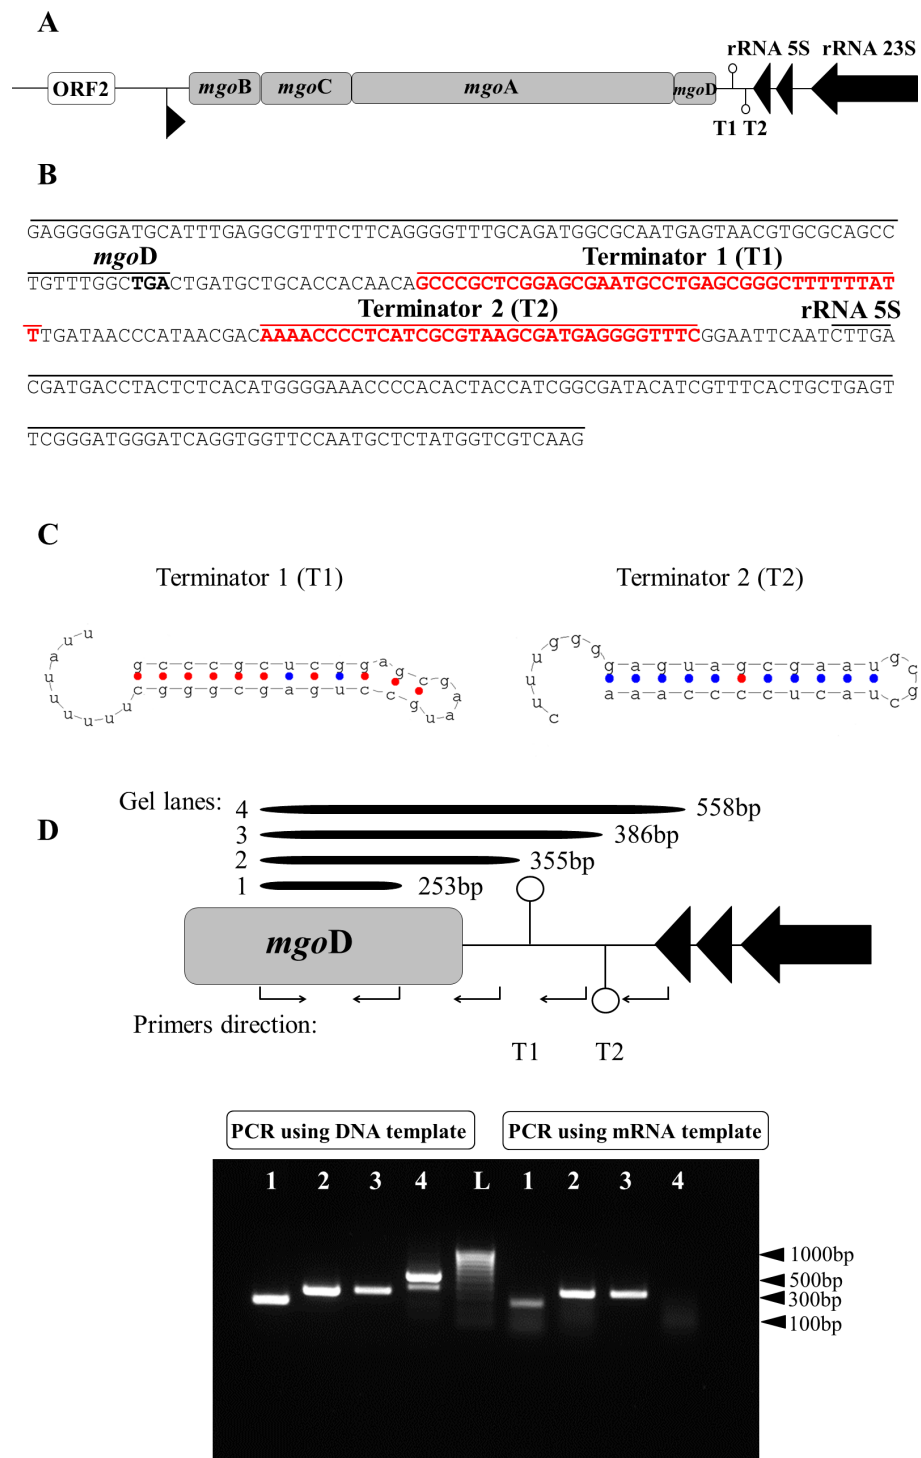 A
rRNA 5S rRNA 23S
ORF2 mgoB mgoC mgoA mgoD
T1 T2
B
GAGGGGGATGCATTTGAGGCGTTTCTTCAGGGGTTTGCAGATGGCGCAATGAGTAACGTGCGCAGCC
mgoD Terminator 1 (T1)
TGTTTGGCTGACTGATGCTGCACCACAACAGCCCCGCTCGGAGCGAATGCCTGAGCGGGCTTTTTTTAT
Terminator 2 (T2) rRNA 5S
TTGATAACCCATAACGACAAAACCCCTCATCGCGTAAGCGATGAGGGGTTTCGGAATTCAATCTTGA
CGATGACCTACTCTCACATGGGGAAACCCCACACTACCATCGGCGATACATCGTTTCACTGCTGAGT
TCGGGATGGGATCAGGTGGTTCCAATGCTCTATGGTCGTCAAG
C
Terminator 1 (T1) Terminator 2 (T2)
D
Gel lanes:
4 558bp
3 386bp
2 355bp
1 253bp
mgoD
Primers direction:
T1 T2
PCR using DNA template PCR using mRNA template
1 2 3 4 L 1 2 3 4
1000bp
500bp
300bp
100bp